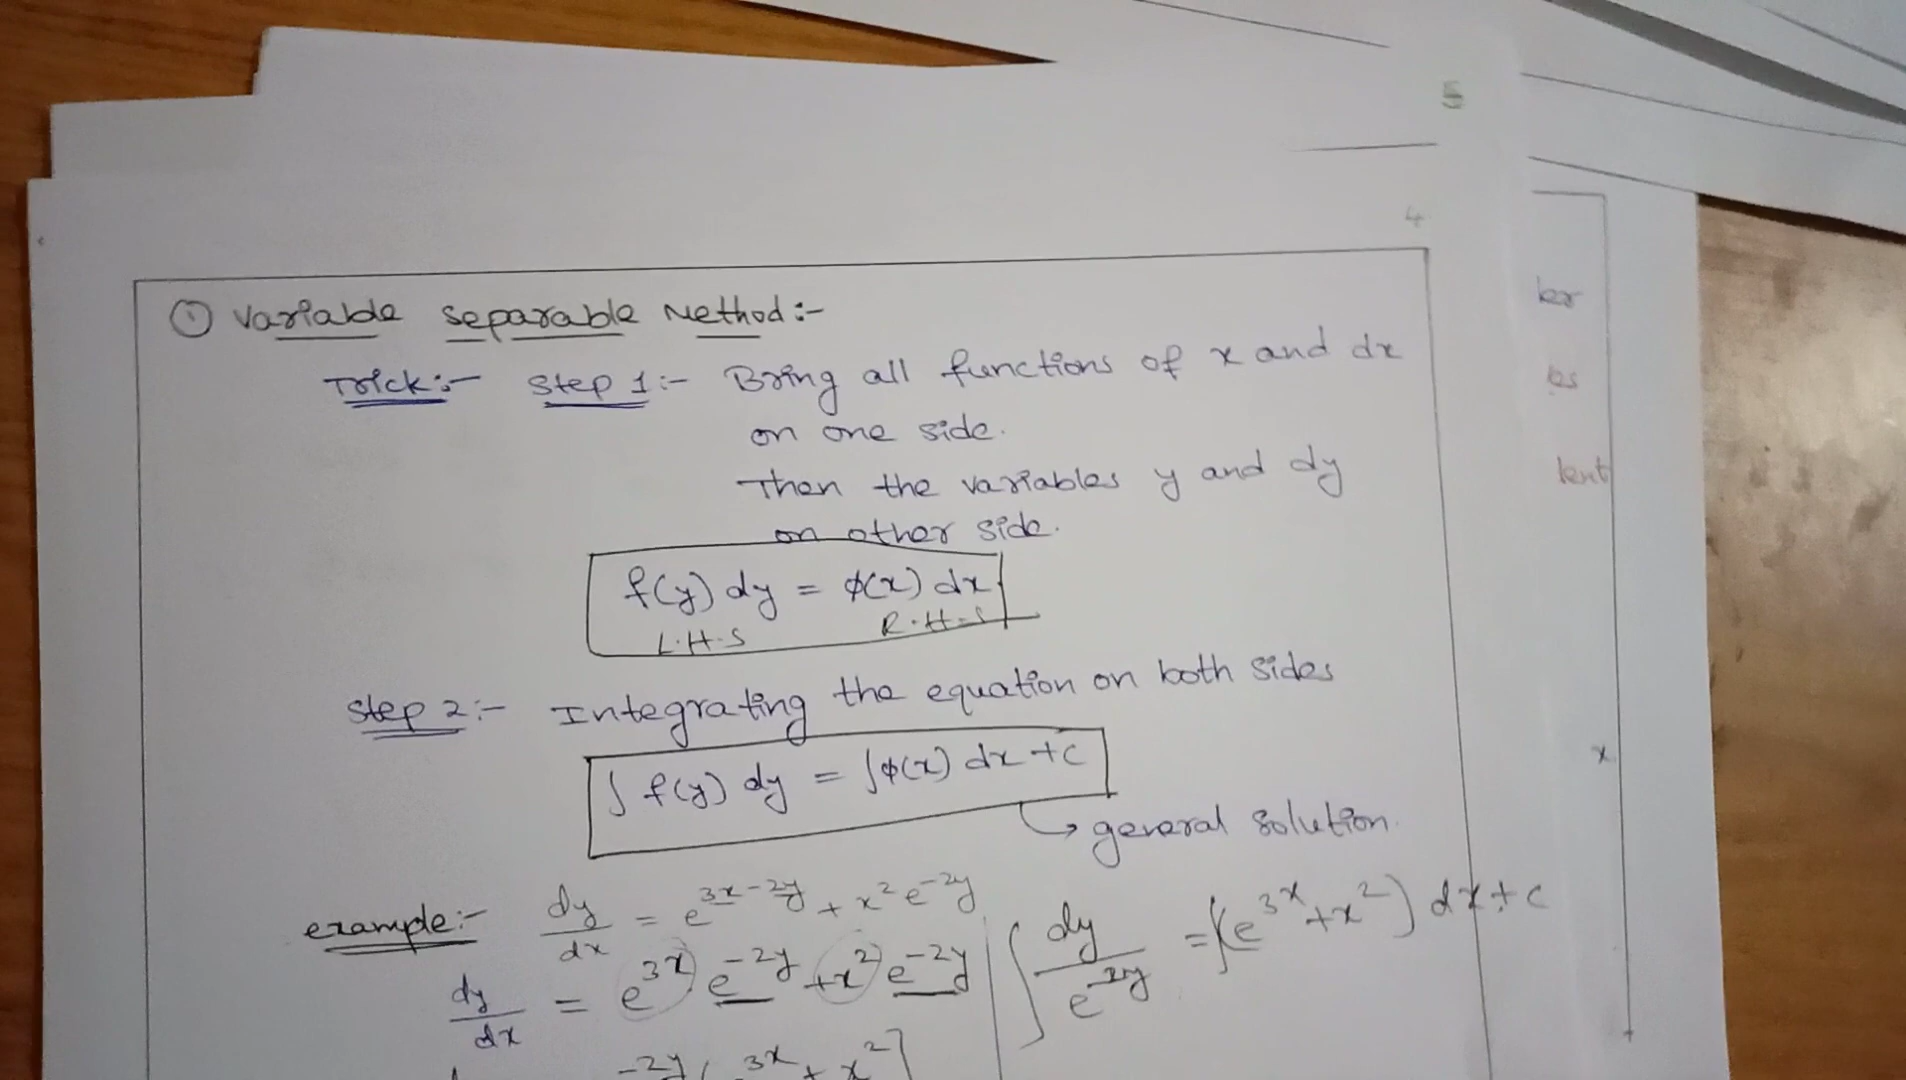 5
4
① Variable separable Method :-
Trick :- Step 1 :- Bring all functions of x and dx
on one side.
Then the variables y and dy
on other side.
f(y) dy = φ(x) dx
L.H.S R.H.S
Step 2 :- Integrating the equation on both sides
∫ f(y) dy = ∫φ(x) dx + c
→ general solution.
example :- dy/dx = e^{3x-2y} + x² e^{-2y}
dy/dx = e^{3x} e^{-2y} + x² e^{-2y}
e^{-2y} ( e^{3x} + x² ]
∫ dy/e^{-2y} = ∫(e^{3x} + x²) dx + c
x